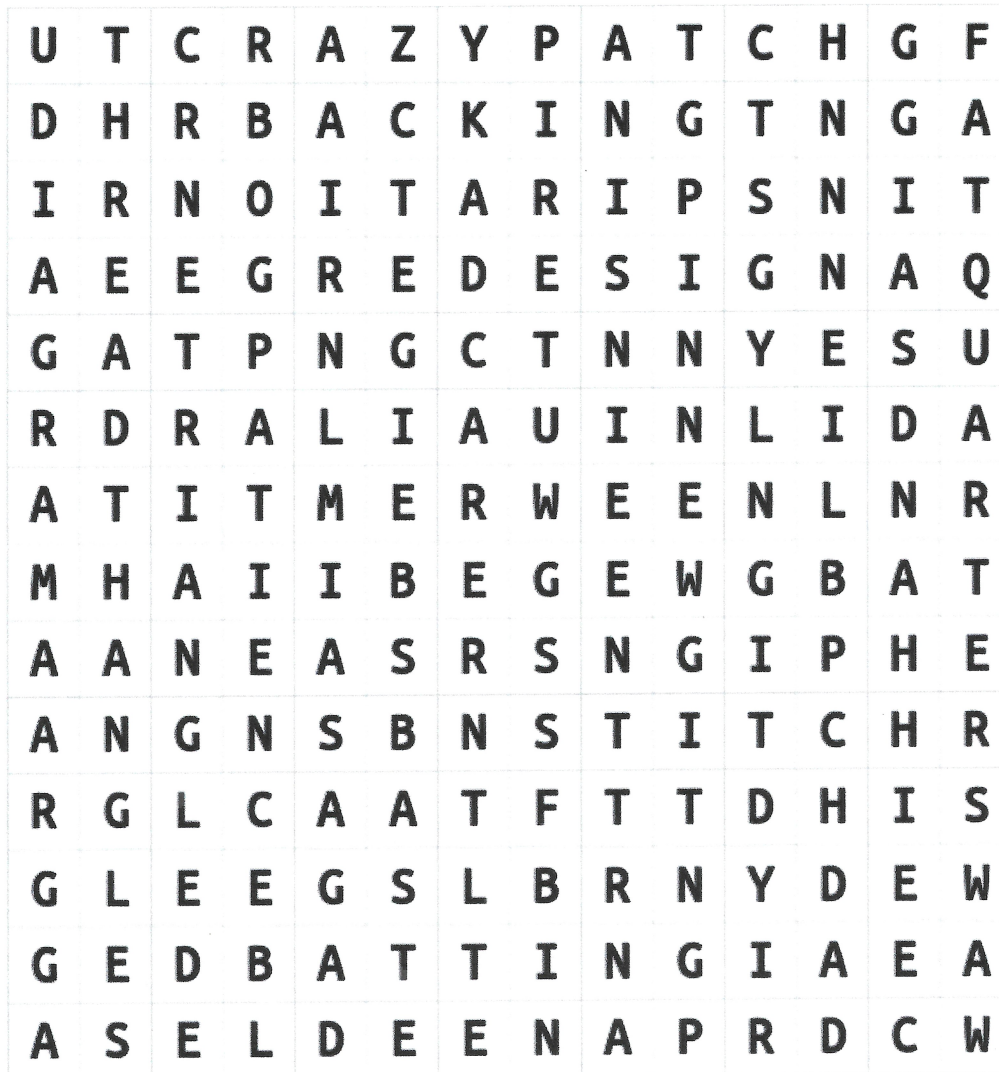 U T C R A Z Y P A T C H G F
D H R B A C K I N G T N G A
I R N O I T A R I P S N I T
A E E G R E D E S I G N A Q
G A T P N G C T N N Y E S U
R D R A L I A U I N L I D A
A T I T M E R W E E N L N R
M H A I I B E G E W G B A T
A A N E A S R S N G I P H E
A N G N S B N S T I T C H R
R G L C A A T F T T D H I S
G L E E G S L B R N Y D E W
G E D B A T T I N G I A E A
A S E L D E E N A P R D C W